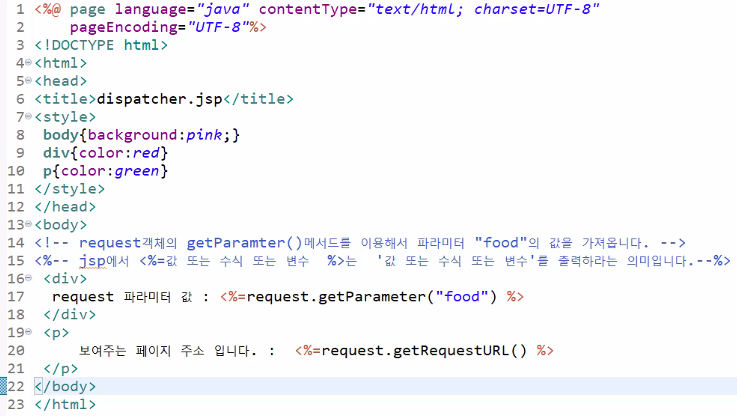 1 <%@ page language="java" contentType="text/html; charset=UTF-8"
2     pageEncoding="UTF-8"%>
3 <!DOCTYPE html>
4 <html>
5 <head>
6 <title>dispatcher.jsp</title>
7 <style>
8  body{background:pink;}
9  div{color:red}
10  p{color:green}
11 </style>
12 </head>
13 <body>
14 <!-- request객체의 getParamter()메서드를 이용해서 파라미터 "food"의 값을 가져옵니다. -->
15 <%-- jsp에서 <%=값 또는 수식 또는 변수  %>는  '값 또는 수식 또는 변수'를 출력하라는 의미입니다.--%>
16  <div>
17   request 파라미터 값 : <%=request.getParameter("food") %>
18  </div>
19  <p>
20      보여주는 페이지 주소 입니다. :  <%=request.getRequestURL() %>
21  </p>
22 </body>
23 </html>